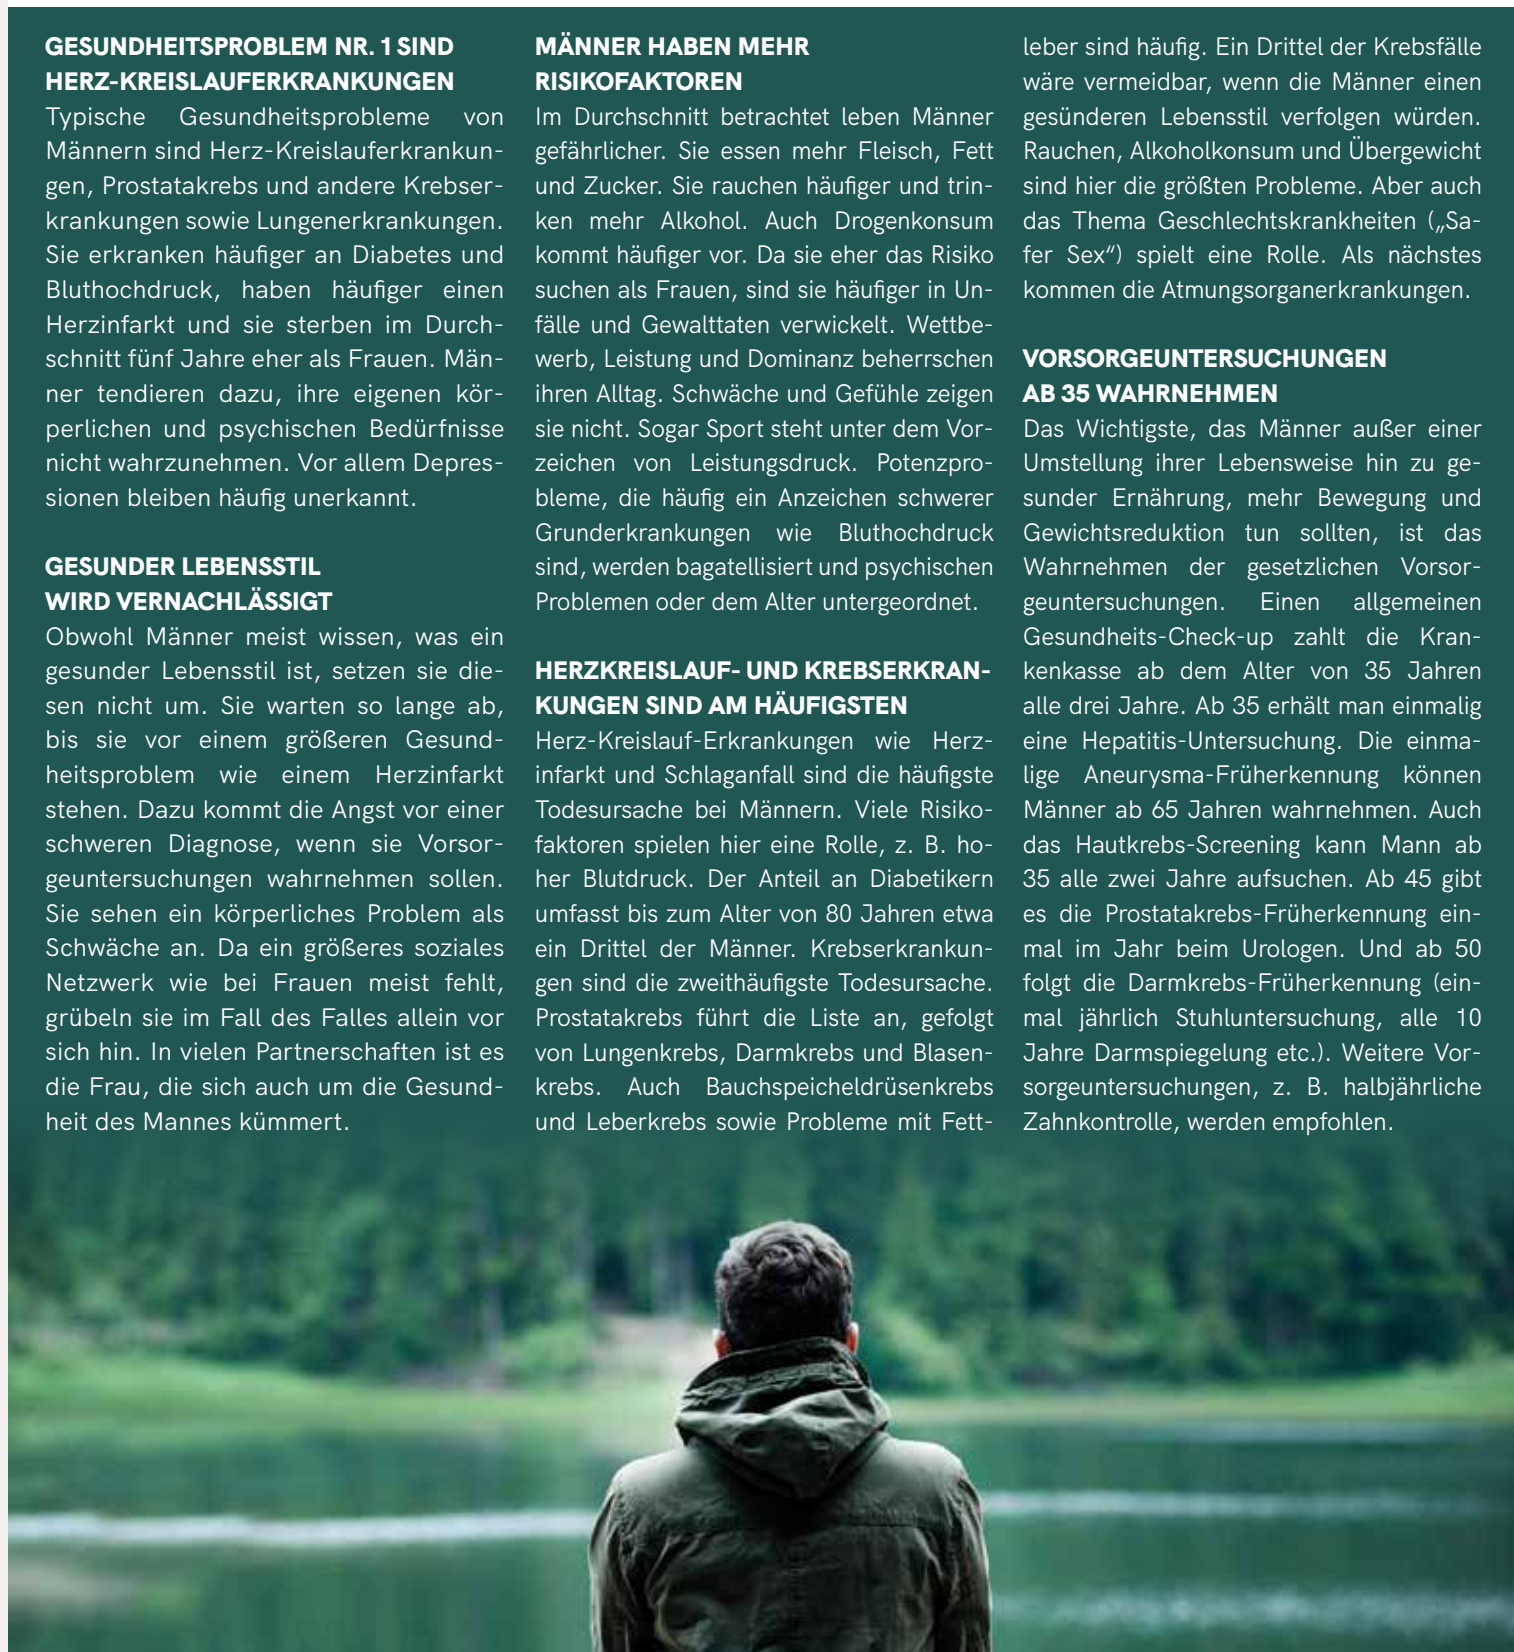 GESUNDHEITSPROBLEM NR. 1 SIND
HERZ-KREISLAUFERKRANKUNGEN
Typische Gesundheitsprobleme von
Männern sind Herz-Kreislauferkrankun-
gen, Prostatakrebs und andere Krebser-
krankungen sowie Lungenerkrankungen.
Sie erkranken häufiger an Diabetes und
Bluthochdruck, haben häufiger einen
Herzinfarkt und sie sterben im Durch-
schnitt fünf Jahre eher als Frauen. Män-
ner tendieren dazu, ihre eigenen kör-
perlichen und psychischen Bedürfnisse
nicht wahrzunehmen. Vor allem Depres-
sionen bleiben häufig unerkannt.
GESUNDER LEBENSSTIL
WIRD VERNACHLÄSSIGT
Obwohl Männer meist wissen, was ein
gesunder Lebensstil ist, setzen sie die-
sen nicht um. Sie warten so lange ab,
bis sie vor einem größeren Gesund-
heitsproblem wie einem Herzinfarkt
stehen. Dazu kommt die Angst vor einer
schweren Diagnose, wenn sie Vorsor-
geuntersuchungen wahrnehmen sollen.
Sie sehen ein körperliches Problem als
Schwäche an. Da ein größeres soziales
Netzwerk wie bei Frauen meist fehlt,
grübeln sie im Fall des Falles allein vor
sich hin. In vielen Partnerschaften ist es
die Frau, die sich auch um die Gesund-
heit des Mannes kümmert.
MÄNNER HABEN MEHR
RISIKOFAKTOREN
Im Durchschnitt betrachtet leben Männer
gefährlicher. Sie essen mehr Fleisch, Fett
und Zucker. Sie rauchen häufiger und trin-
ken mehr Alkohol. Auch Drogenkonsum
kommt häufiger vor. Da sie eher das Risiko
suchen als Frauen, sind sie häufiger in Un-
fälle und Gewalttaten verwickelt. Wettbe-
werb, Leistung und Dominanz beherrschen
ihren Alltag. Schwäche und Gefühle zeigen
sie nicht. Sogar Sport steht unter dem Vor-
zeichen von Leistungsdruck. Potenzpro-
bleme, die häufig ein Anzeichen schwerer
Grunderkrankungen wie Bluthochdruck
sind, werden bagatellisiert und psychischen
Problemen oder dem Alter untergeordnet.
HERZKREISLAUF- UND KREBSERKRAN-
KUNGEN SIND AM HÄUFIGSTEN
Herz-Kreislauf-Erkrankungen wie Herz-
infarkt und Schlaganfall sind die häufigste
Todesursache bei Männern. Viele Risiko-
faktoren spielen hier eine Rolle, z. B. ho-
her Blutdruck. Der Anteil an Diabetikern
umfasst bis zum Alter von 80 Jahren etwa
ein Drittel der Männer. Krebserkrankun-
gen sind die zweithäufigste Todesursache.
Prostatakrebs führt die Liste an, gefolgt
von Lungenkrebs, Darmkrebs und Blasen-
krebs. Auch Bauchspeicheldrüsenkrebs
und Leberkrebs sowie Probleme mit Fett-
leber sind häufig. Ein Drittel der Krebsfälle
wäre vermeidbar, wenn die Männer einen
gesünderen Lebensstil verfolgen würden.
Rauchen, Alkoholkonsum und Übergewicht
sind hier die größten Probleme. Aber auch
das Thema Geschlechtskrankheiten („Sa-
fer Sex“) spielt eine Rolle. Als nächstes
kommen die Atmungsorganerkrankungen.
VORSORGEUNTERSUCHUNGEN
AB 35 WAHRNEHMEN
Das Wichtigste, das Männer außer einer
Umstellung ihrer Lebensweise hin zu ge-
sunder Ernährung, mehr Bewegung und
Gewichtsreduktion tun sollten, ist das
Wahrnehmen der gesetzlichen Vorsor-
geuntersuchungen. Einen allgemeinen
Gesundheits-Check-up zahlt die Kran-
kenkasse ab dem Alter von 35 Jahren
alle drei Jahre. Ab 35 erhält man einmalig
eine Hepatitis-Untersuchung. Die einma-
lige Aneurysma-Früherkennung können
Männer ab 65 Jahren wahrnehmen. Auch
das Hautkrebs-Screening kann Mann ab
35 alle zwei Jahre aufsuchen. Ab 45 gibt
es die Prostatakrebs-Früherkennung ein-
mal im Jahr beim Urologen. Und ab 50
folgt die Darmkrebs-Früherkennung (ein-
mal jährlich Stuhluntersuchung, alle 10
Jahre Darmspiegelung etc.). Weitere Vor-
sorgeuntersuchungen, z. B. halbjährliche
Zahnkontrolle, werden empfohlen.